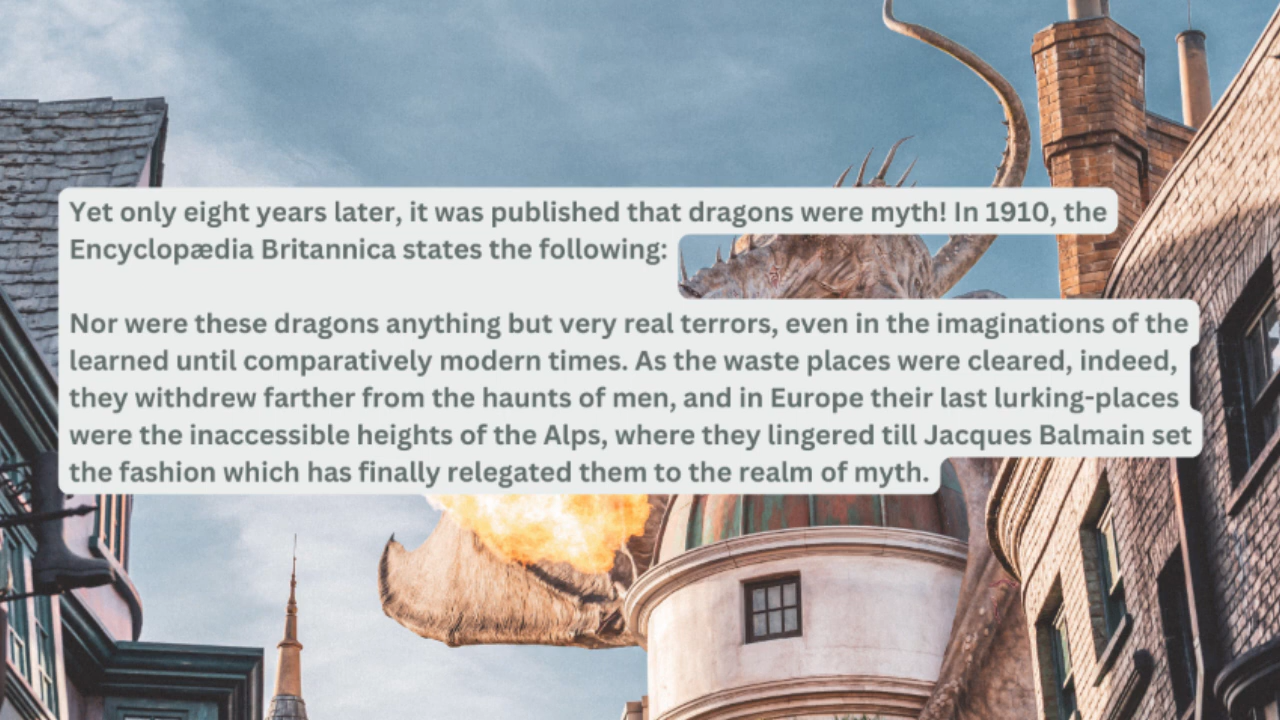 Yet only eight years later, it was published that dragons were myth! In 1910, the
Encyclopædia Britannica states the following:
Nor were these dragons anything but very real terrors, even in the imaginations of the
learned until comparatively modern times. As the waste places were cleared, indeed,
they withdrew farther from the haunts of men, and in Europe their last lurking-places
were the inaccessible heights of the Alps, where they lingered till Jacques Balmain set
the fashion which has finally relegated them to the realm of myth.